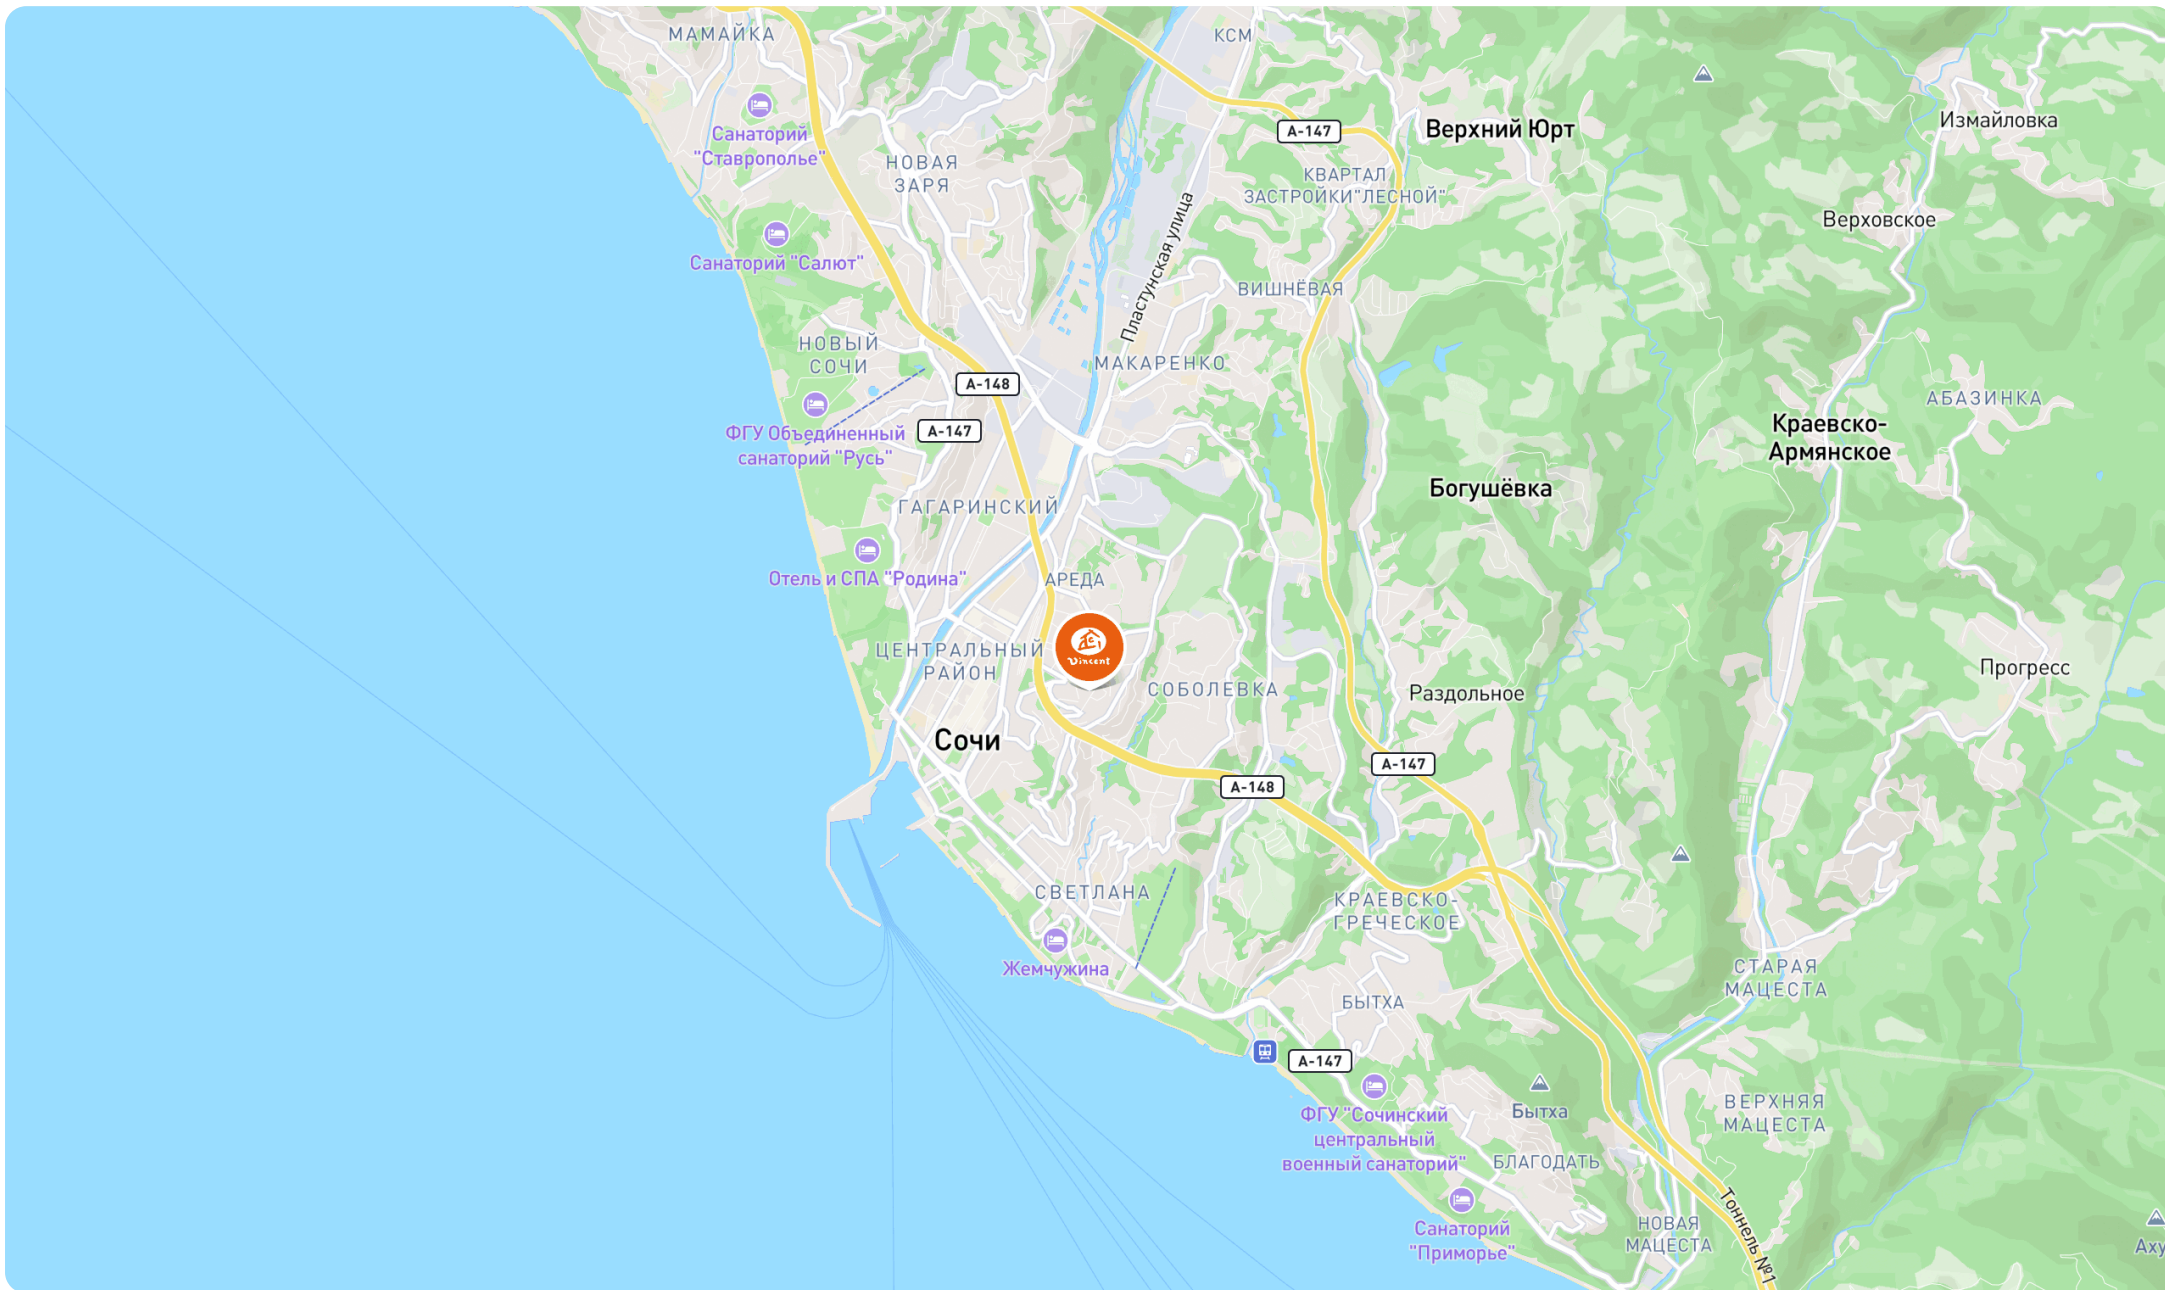 МАМАЙКА
КСМ
Санаторий
"Ставрополье"
А-147
Верхний Юрт
Измайловка
НОВАЯ
ЗАРЯ
КВАРТАЛ
ЗАСТРОЙКИ"ЛЕСНОЙ"
Верховское
Санаторий "Салют"
Пластунская улица
ВИШНЁВАЯ
НОВЫЙ
СОЧИ
МАКАРЕНКО
А-148
АБАЗИНКА
ФГУ Объединенный
санаторий "Русь"
А-147
Краевско-
Армянское
Богушёвка
ГАГАРИНСКИЙ
Отель и СПА "Родина"
АРЕДА
Vincent
ЦЕНТРАЛЬНЫЙ
РАЙОН
СОБОЛЕВКА
Раздольное
Прогресс
Сочи
А-148
А-147
СВЕТЛАНА
КРАЕВСКО-
ГРЕЧЕСКОЕ
Жемчужина
СТАРАЯ
МАЦЕСТА
БЫТХА
А-147
ФГУ "Сочинский
центральный
военный санаторий"
Бытха
ВЕРХНЯЯ
МАЦЕСТА
БЛАГОДАТЬ
Санаторий
"Приморье"
НОВАЯ
МАЦЕСТА
Тоннель №1
Аху